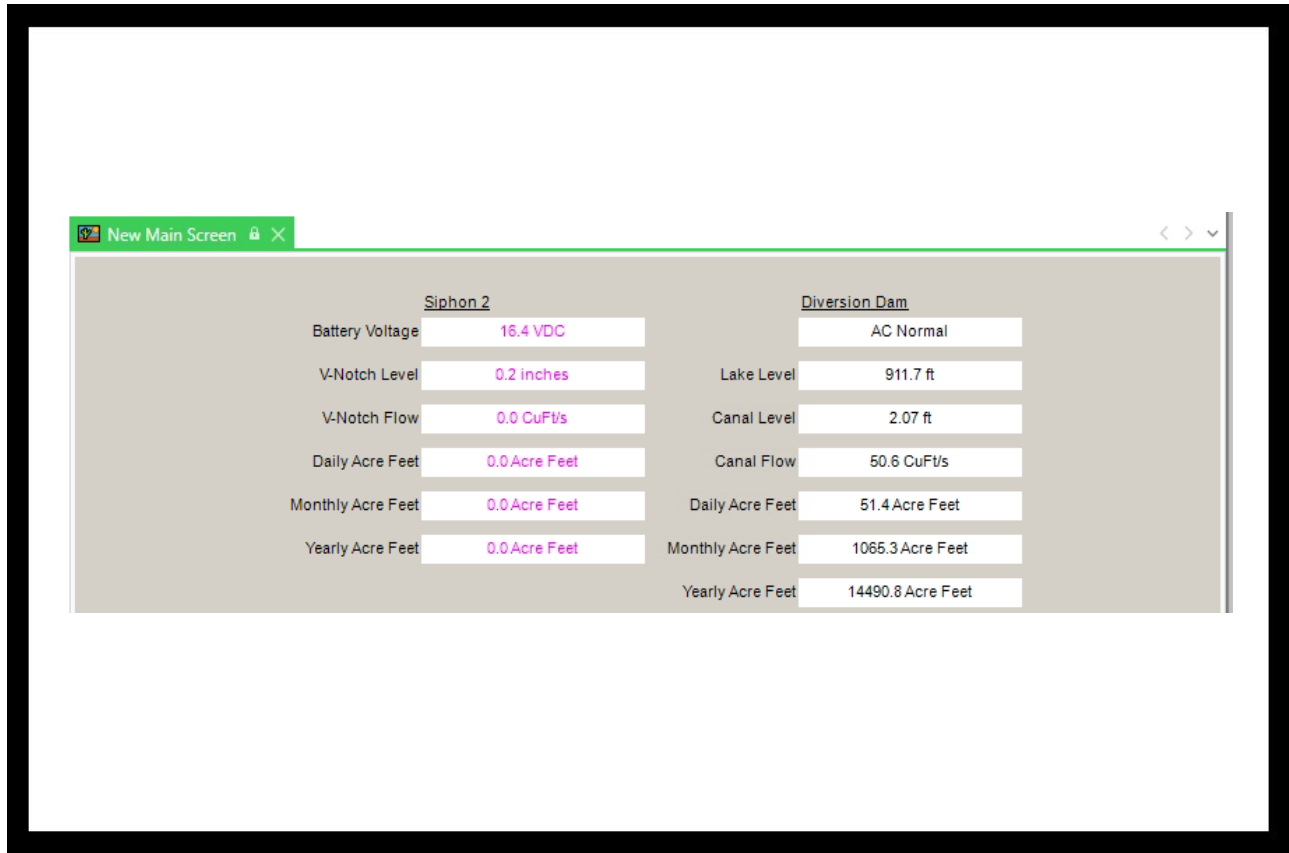 New Main Screen
Siphon 2 Diversion Dam
Battery Voltage 16.4 VDC AC Normal
V-Notch Level 0.2 inches Lake Level 911.7 ft
V-Notch Flow 0.0 CuFt/s Canal Level 2.07 ft
Daily Acre Feet 0.0 Acre Feet Canal Flow 50.6 CuFt/s
Monthly Acre Feet 0.0 Acre Feet Daily Acre Feet 51.4 Acre Feet
Yearly Acre Feet 0.0 Acre Feet Monthly Acre Feet 1065.3 Acre Feet
Yearly Acre Feet 14490.8 Acre Feet